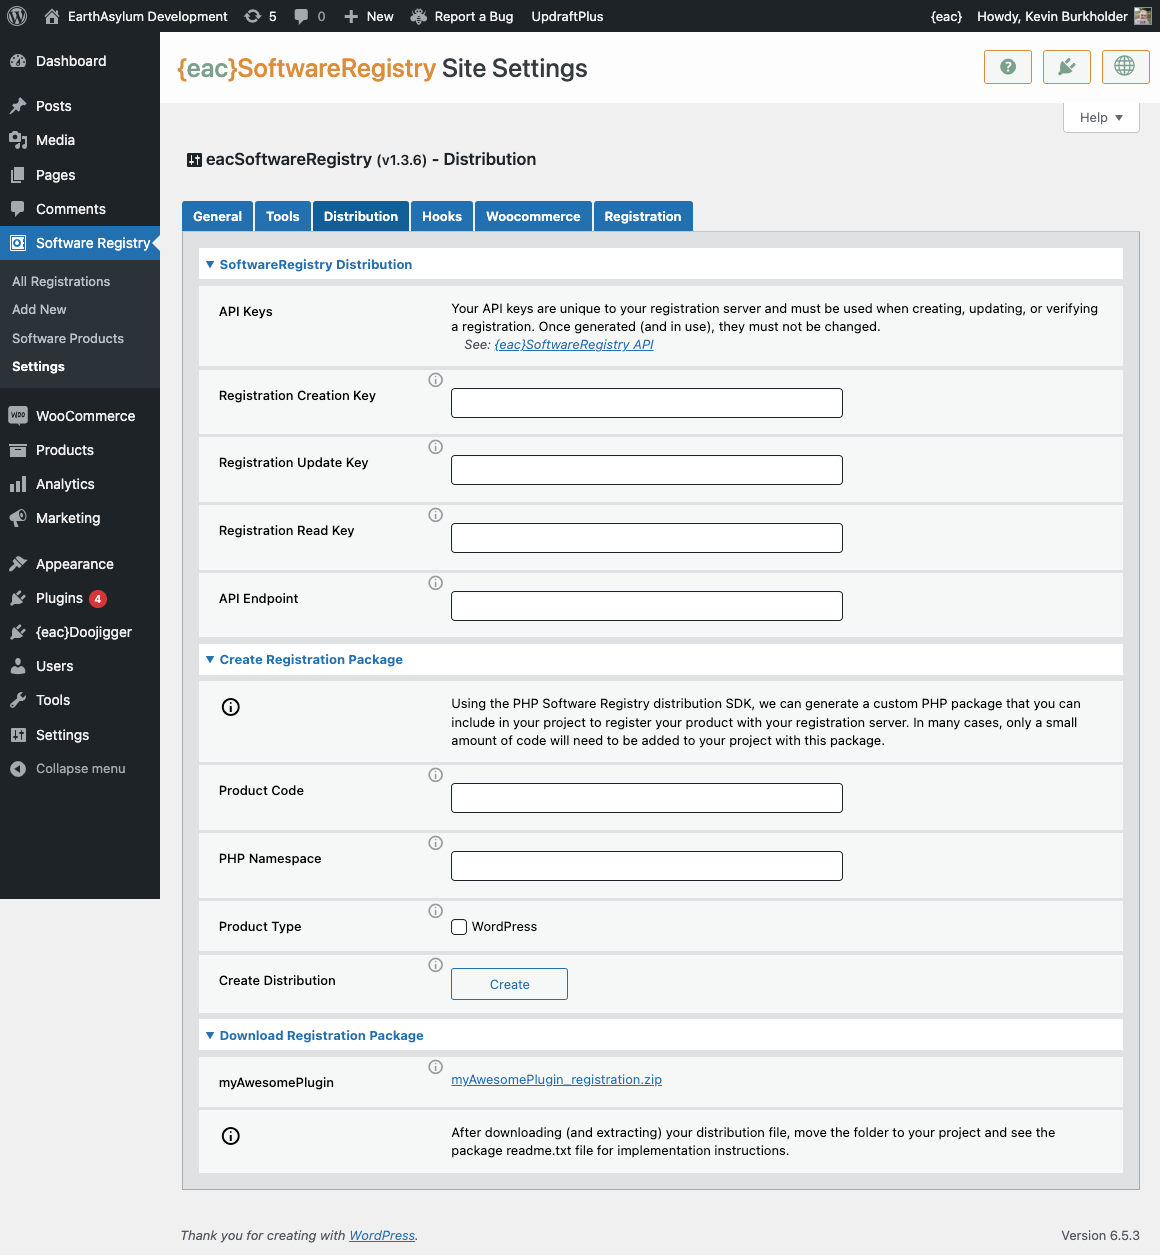 EarthAsylum Development 5 0 New Report a Bug UpdraftPlus {eac} Howdy, Kevin Burkholder
Dashboard
Posts
Media
Pages
Comments
Software Registry
All Registrations
Add New
Software Products
Settings
WOO WooCommerce
Products
Analytics
Marketing
Appearance
Plugins 4
{eac}Doojigger
Users
Tools
Settings
Collapse menu
{eac}SoftwareRegistry Site Settings
Help ▼
eacSoftwareRegistry (v1.3.6) - Distribution
General Tools Distribution Hooks Woocommerce Registration
▼ SoftwareRegistry Distribution
API Keys
Your API keys are unique to your registration server and must be used when creating, updating, or verifying
a registration. Once generated (and in use), they must not be changed.
See: {eac}SoftwareRegistry API
Registration Creation Key
Registration Update Key
Registration Read Key
API Endpoint
▼ Create Registration Package
Using the PHP Software Registry distribution SDK, we can generate a custom PHP package that you can
include in your project to register your product with your registration server. In many cases, only a small
amount of code will need to be added to your project with this package.
Product Code
PHP Namespace
Product Type
WordPress
Create Distribution
Create
▼ Download Registration Package
myAwesomePlugin
myAwesomePlugin_registration.zip
After downloading (and extracting) your distribution file, move the folder to your project and see the
package readme.txt file for implementation instructions.
Thank you for creating with WordPress.
Version 6.5.3